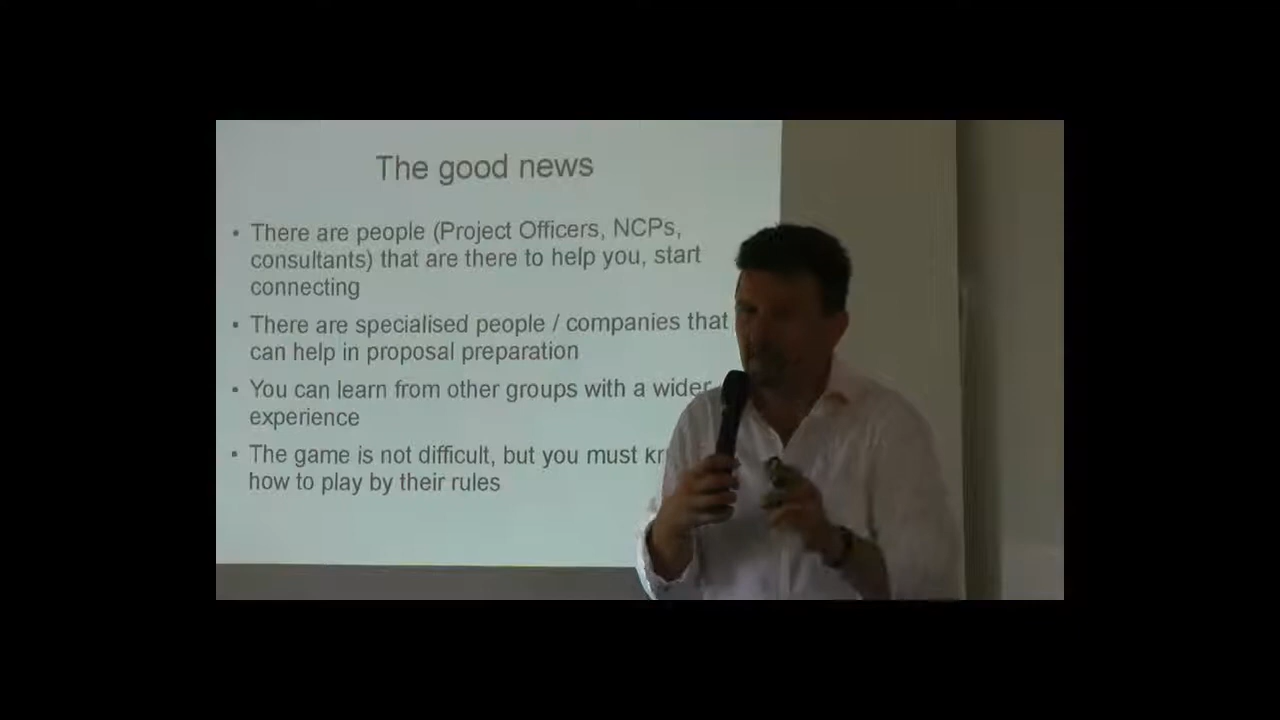 The good news
• There are people (Project Officers, NCPs,
consultants) that are there to help you, start
connecting
• There are specialised people / companies that
can help in proposal preparation
• You can learn from other groups with a wider
experience
• The game is not difficult, but you must
how to play by their rules